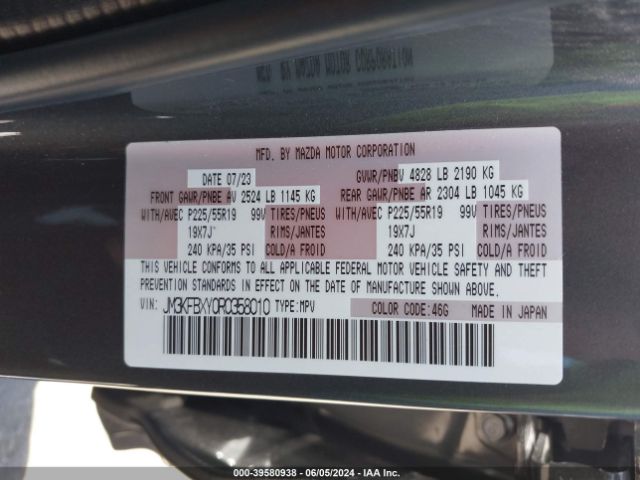 MFD. BY MAZDA MOTOR CORPORATION
DATE 07/23 GVWR/PNBV 4828 LB 2190 KG
FRONT GAWR/PNBE AV 2524 LB 1145 KG REAR GAWR/PNBE AR 2304 LB 1045 KG
WITH/AVEC P225/55R19 99V TIRES/PNEUS WITH/AVEC P225/55R19 99V TIRES/PNEUS
19X7J RIMS/JANTES 19X7J RIMS/JANTES
240 KPA/35 PSI COLD/A FROID 240 KPA/35 PSI COLD/A FROID
THIS VEHICLE CONFORMS TO ALL APPLICABLE FEDERAL MOTOR VEHICLE SAFETY AND THEFT
PREVENTION STANDARDS IN EFFECT ON THE DATE OF MANUFACTURE SHOWN ABOVE.
VIN: JM3KFBXY0R0358010 TYPE:MPV COLOR CODE:46G MADE IN JAPAN
000-39580938 - 06/05/2024 - IAA Inc.